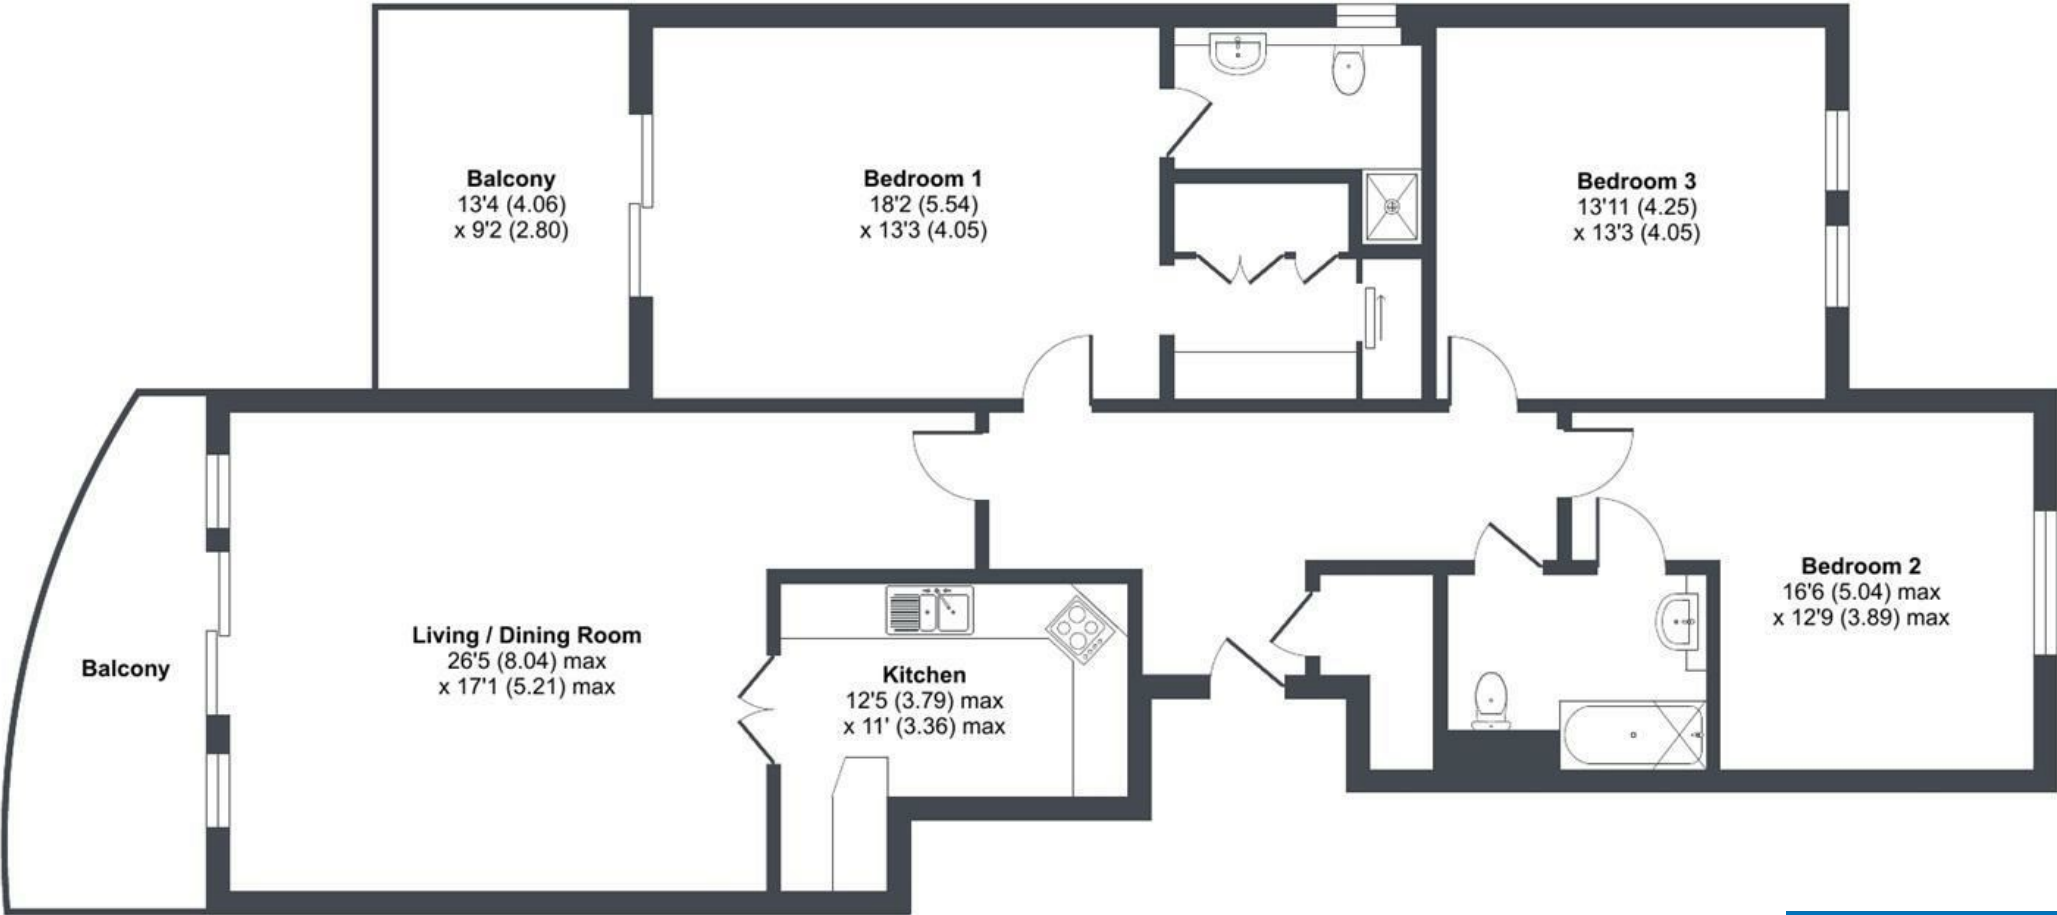 Balcony
13'4 (4.06)
x 9'2 (2.80)
Bedroom 1
18'2 (5.54)
x 13'3 (4.05)
Bedroom 3
13'11 (4.25)
x 13'3 (4.05)
Balcony
Living / Dining Room
26'5 (8.04) max
x 17'1 (5.21) max
Kitchen
12'5 (3.79) max
x 11' (3.36) max
Bedroom 2
16'6 (5.04) max
x 12'9 (3.89) max